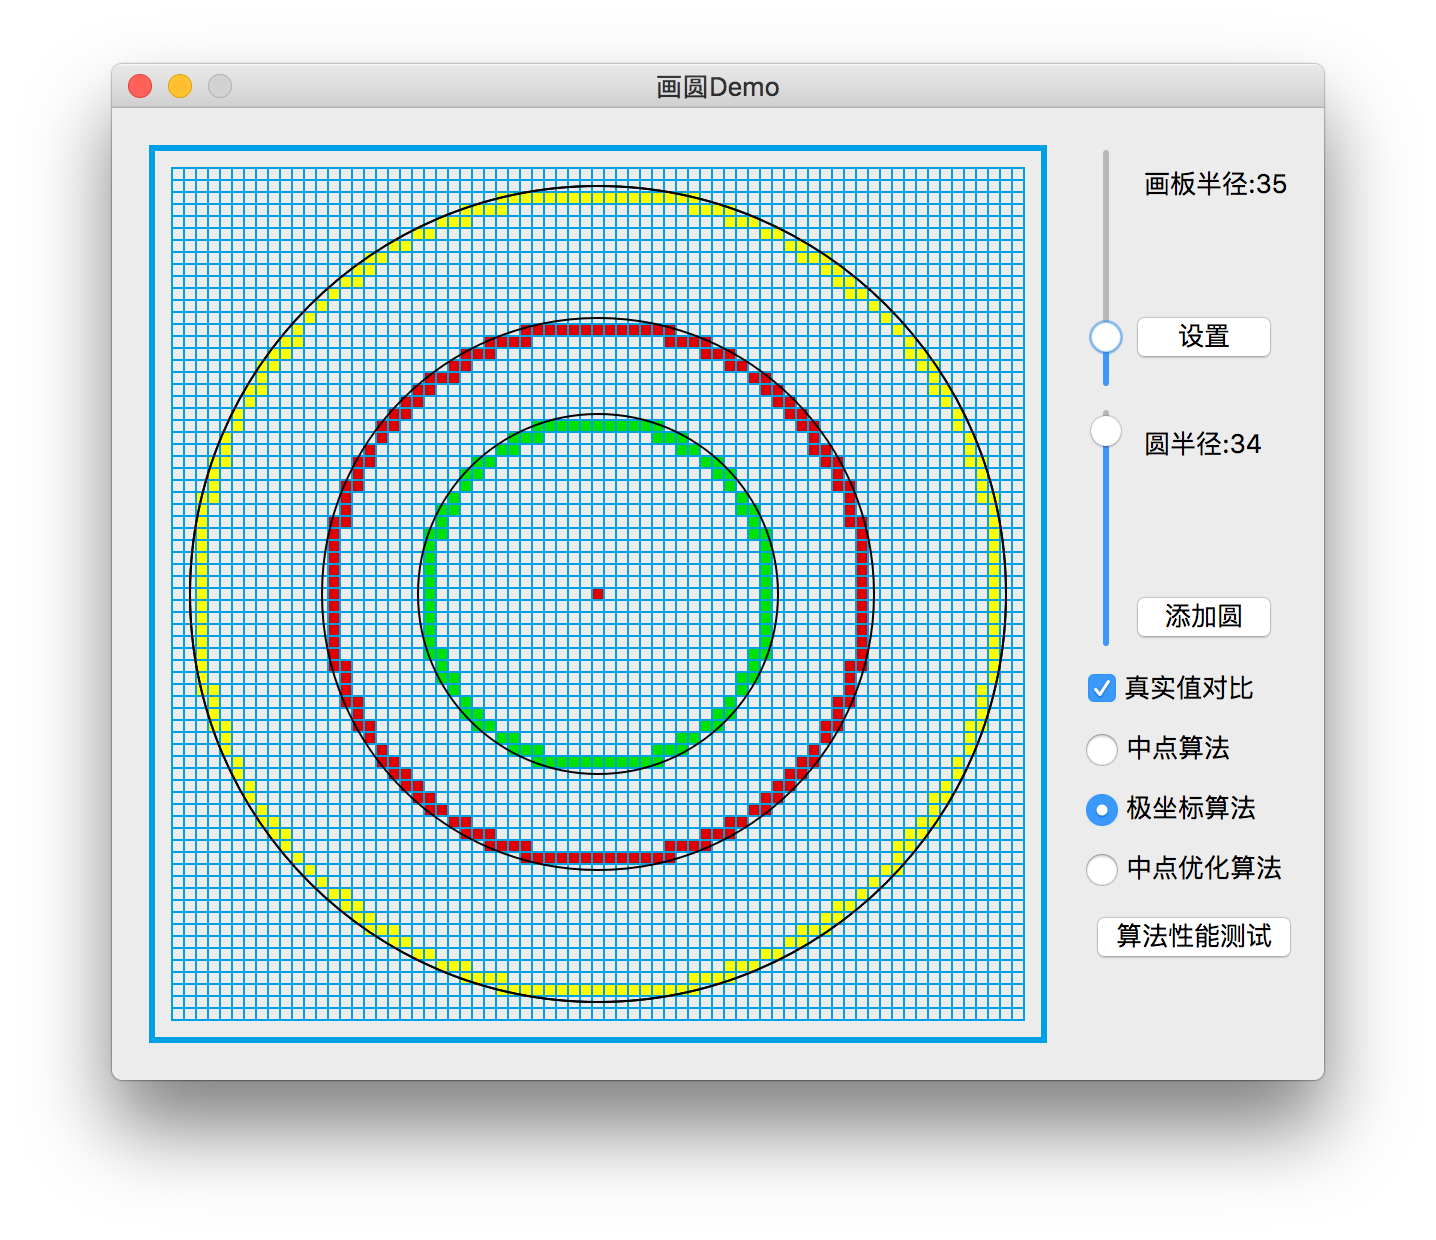 画圆Demo
画板半径:35
设置
圆半径:34
添加圆
真实值对比
中点算法
极坐标算法
中点优化算法
算法性能测试